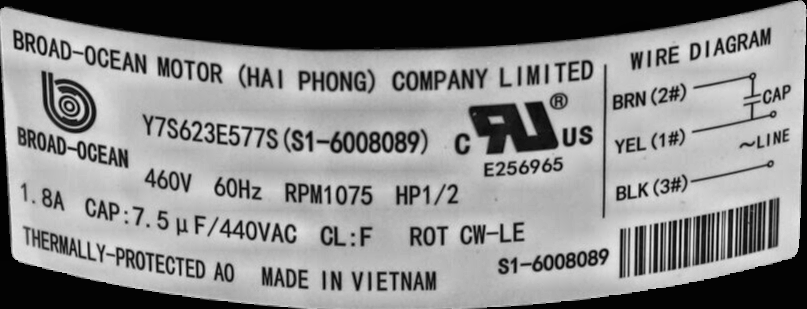 BROAD-OCEAN MOTOR (HAI PHONG) COMPANY LIMITED
BROAD-OCEAN
Y7S623E577S(S1-6008089)
C US ®
E256965
460V 60Hz RPM1075 HP1/2
1.8A CAP:7.5μF/440VAC CL:F ROT CW-LE
THERMALLY-PROTECTED AO MADE IN VIETNAM
S1-6008089
WIRE DIAGRAM
BRN(2#)
CAP
YEL(1#)
~LINE
BLK(3#)